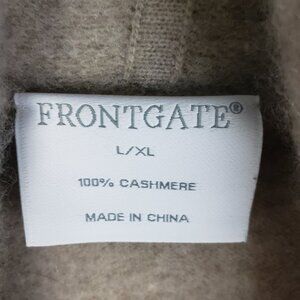 FRONTGATE®
L/XL
100% CASHMERE
MADE IN CHINA